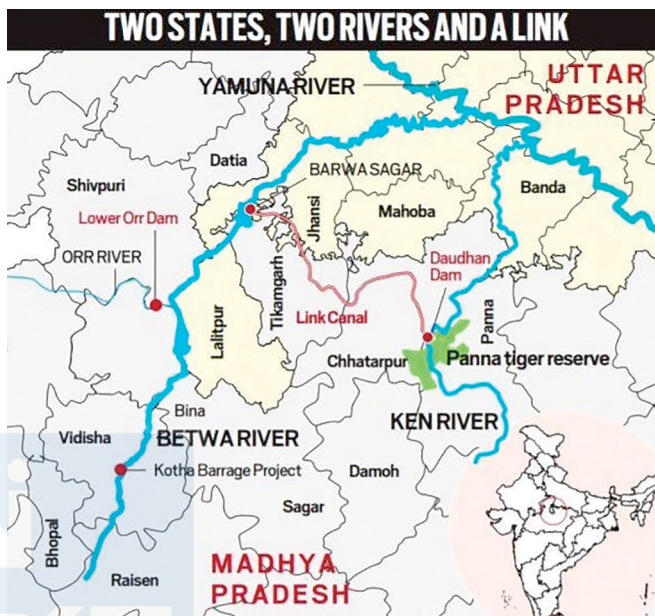 TWO STATES, TWO RIVERS AND A LINK
YAMUNA RIVER
UTTAR
PRADESH
Datia
BARWA SAGAR
Shivpuri
Banda
Lower Orr Dam
Jhansi
Mahoba
ORR RIVER
Daudhan
Dam
Tikamgarh
Link Canal
Lalitpur
Panna
Chhatarpur
Panna tiger reserve
Bina
KEN RIVER
Vidisha
BETWA RIVER
Kotha Barrage Project
Damoh
Sagar
Bhopal
MADHYA
PRADESH
Raisen